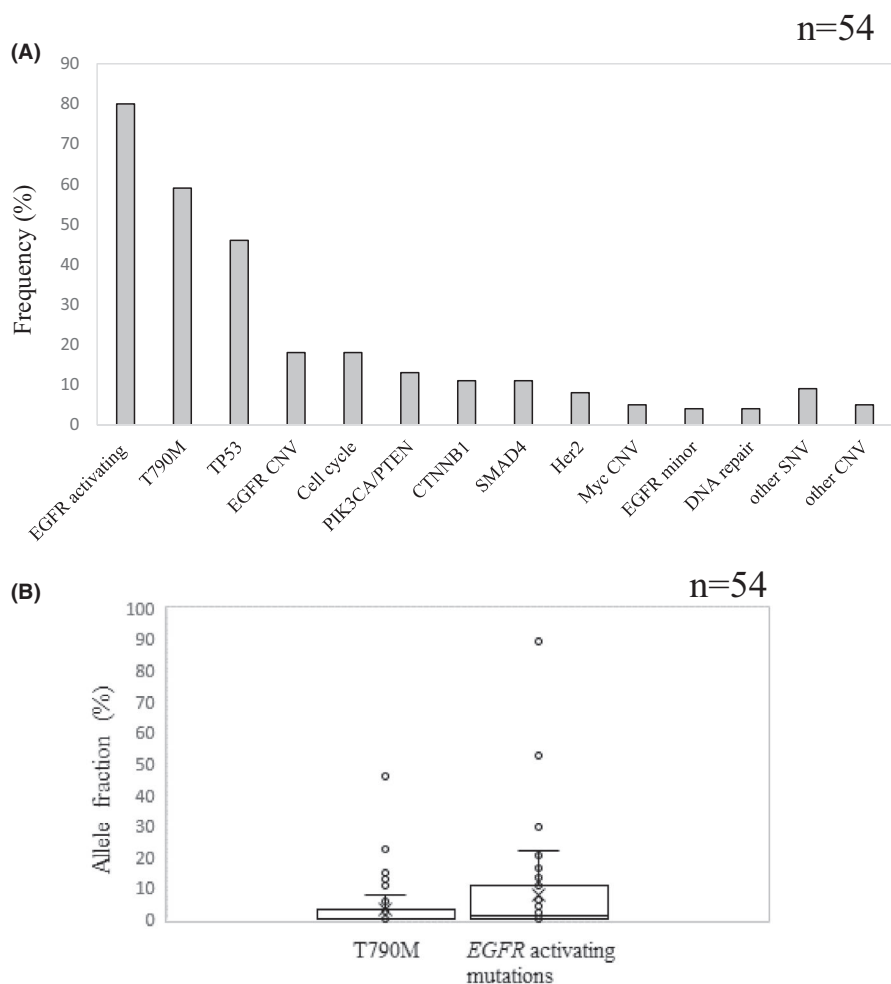 n=54
(A)
90
80
70
60
50
40
30
20
10
0
Frequency (%)
EGFR activating
T790M
TP53
EGFR CNV
Cell cycle
PIK3CA/PTEN
CTNNB1
SMAD4
Her2
Myc CNV
EGFR minor
DNA repair
other SNV
other CNV
(B)
n=54
100
90
80
70
60
50
40
30
20
10
0
Allele fraction (%)
T790M
EGFR activating
mutations